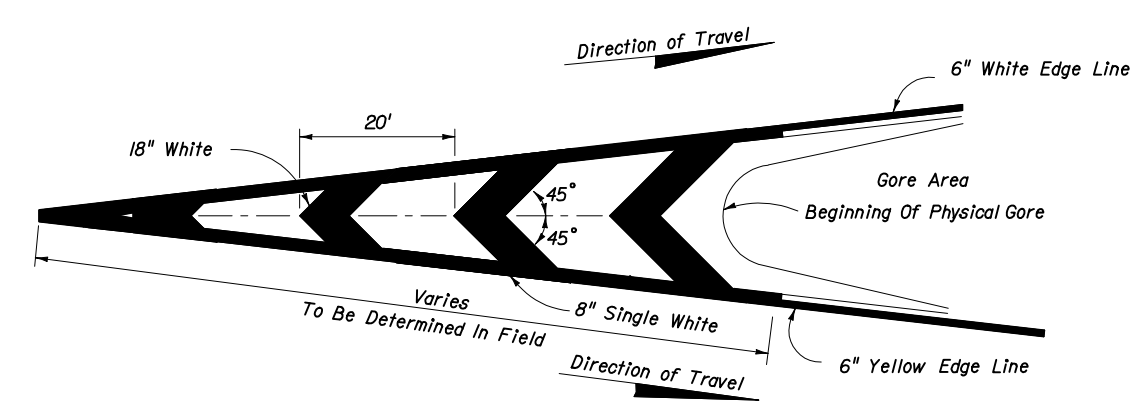 Direction of Travel
6" White Edge Line
20'
18" White
45°
45°
Gore Area
Beginning Of Physical Gore
Varies
To Be Determined In Field
8" Single White
6" Yellow Edge Line
Direction of Travel